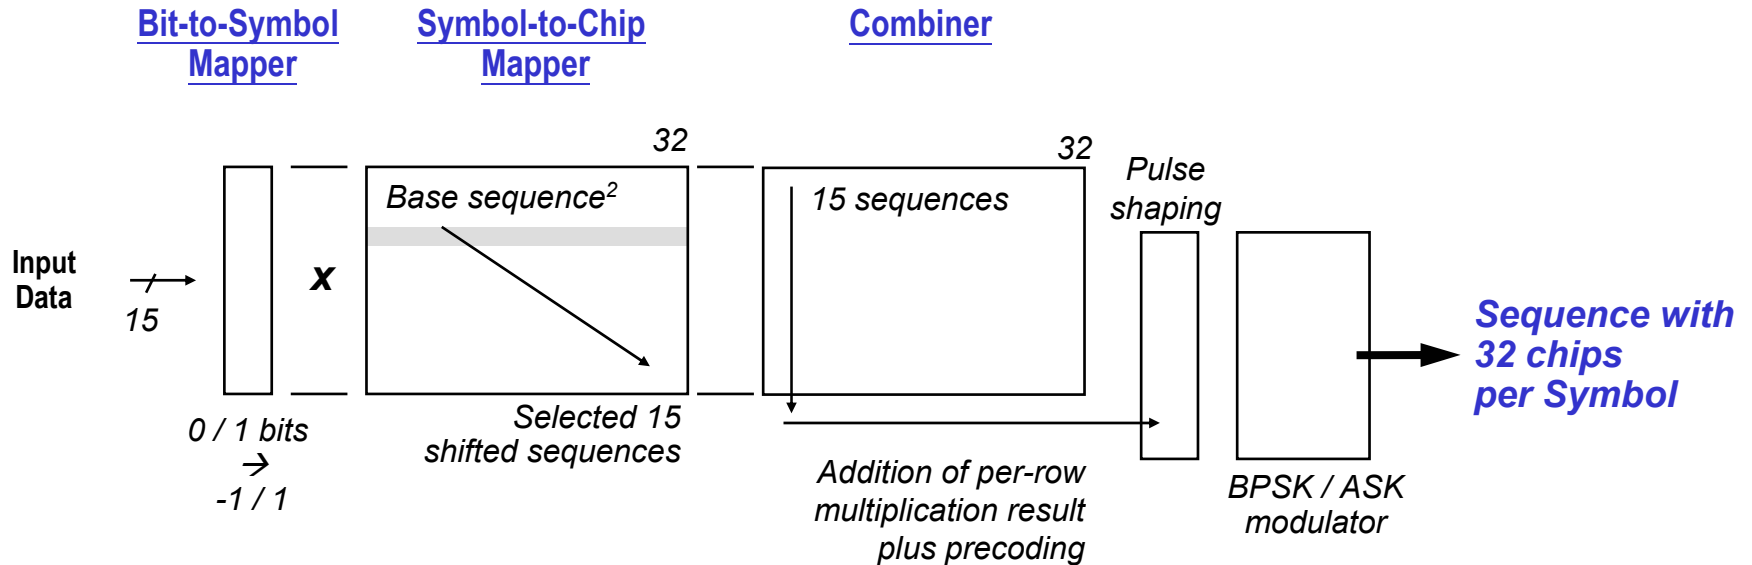 Bit-to-Symbol
Mapper
Symbol-to-Chip
Mapper
Combiner
Input
Data
15
0 / 1 bits
→
-1 / 1
x
32
Base sequence²
Selected 15
shifted sequences
32
15 sequences
Addition of per-row
multiplication result
plus precoding
Pulse
shaping
BPSK / ASK
modulator
Sequence with
32 chips
per Symbol